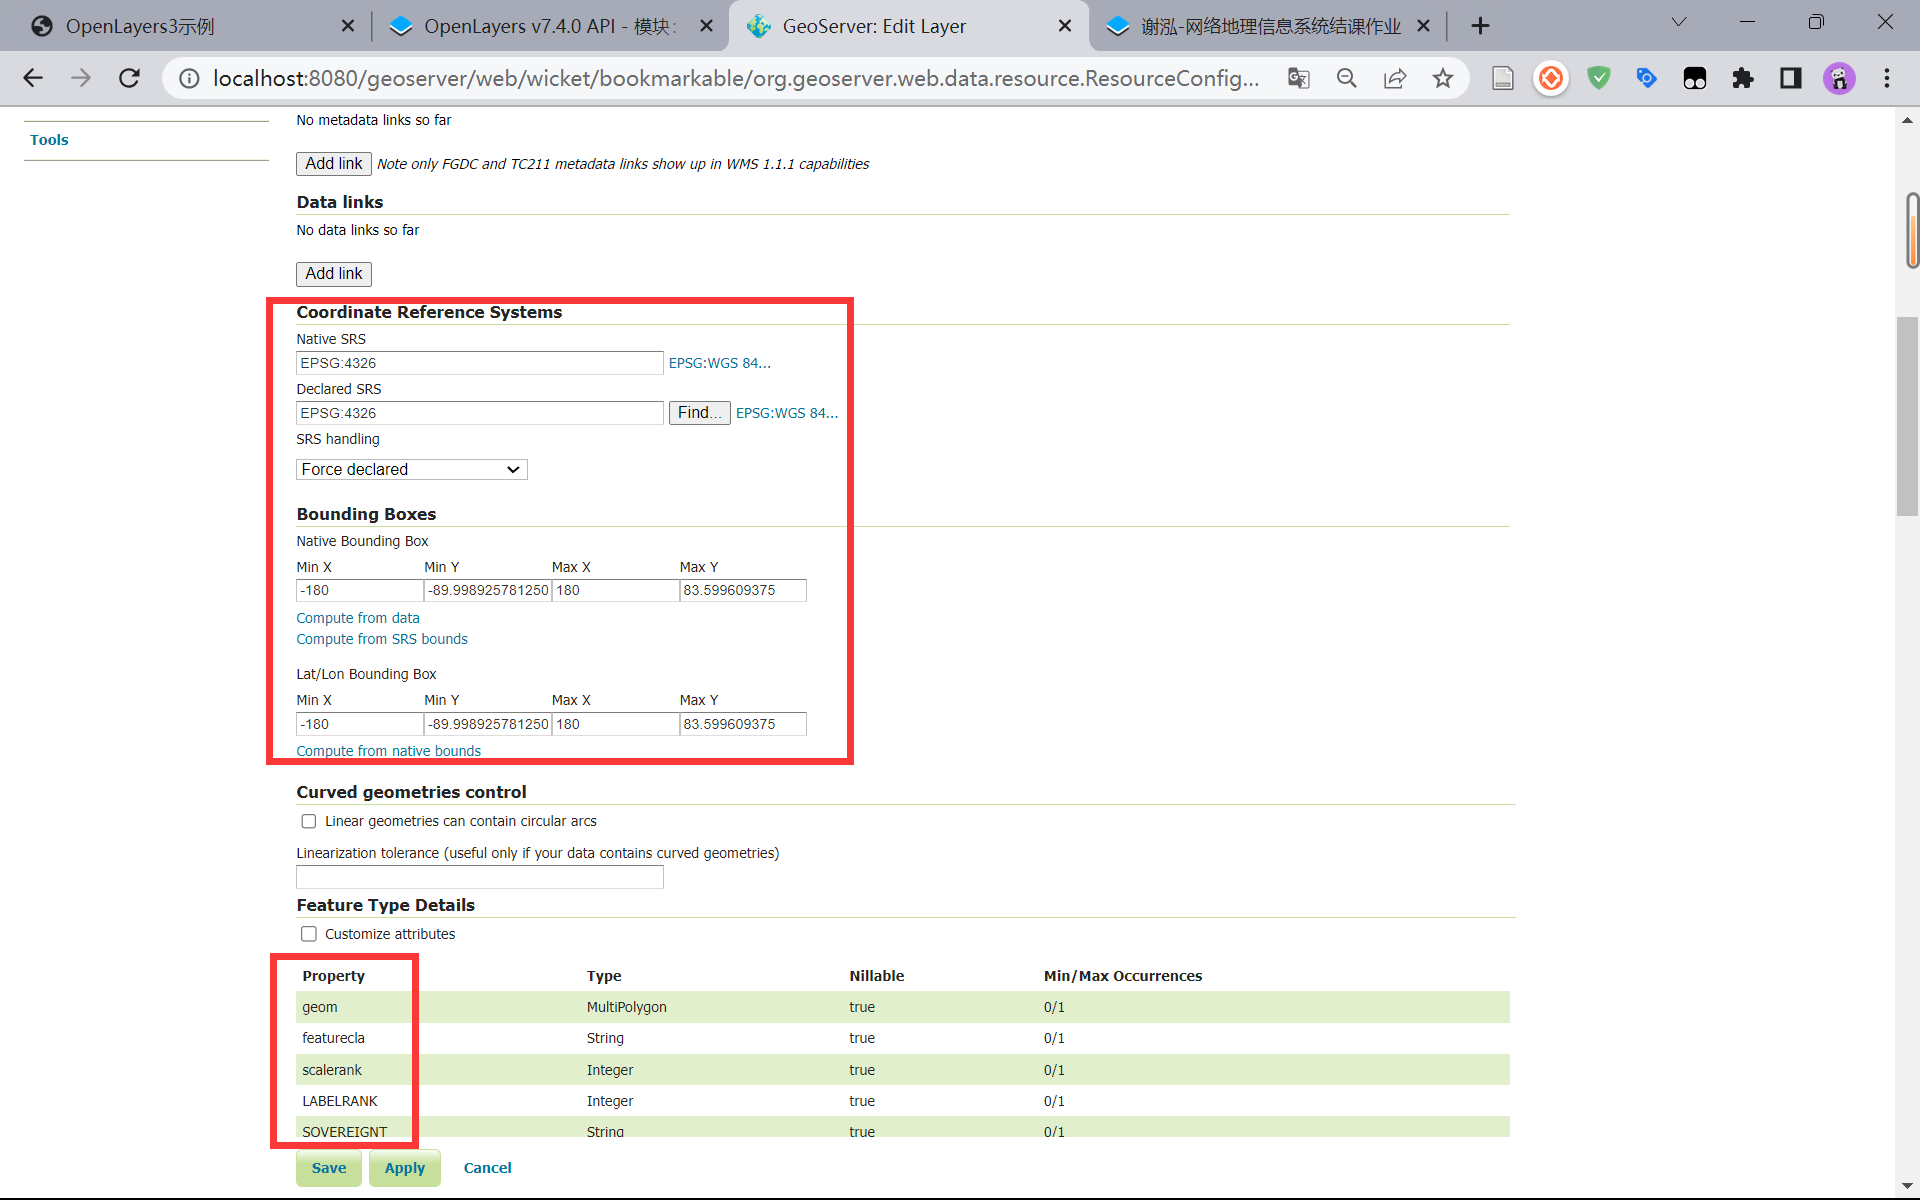 OpenLayers3示例
OpenLayers v7.4.0 API - 模块:
GeoServer: Edit Layer
谢泓-网络地理信息系统结课作业
localhost:8080/geoserver/web/wicket/bookmarkable/org.geoserver.web.data.resource.ResourceConfig...
Tools
No metadata links so far
Add link Note only FGDC and TC211 metadata links show up in WMS 1.1.1 capabilities
Data links
No data links so far
Add link
Coordinate Reference Systems
Native SRS
EPSG:4326 EPSG:WGS 84...
Declared SRS
EPSG:4326 Find... EPSG:WGS 84...
SRS handling
Force declared
Bounding Boxes
Native Bounding Box
Min X Min Y Max X Max Y
-180 -89.998925781250 180 83.599609375
Compute from data
Compute from SRS bounds
Lat/Lon Bounding Box
Min X Min Y Max X Max Y
-180 -89.998925781250 180 83.599609375
Compute from native bounds
Curved geometries control
Linear geometries can contain circular arcs
Linearization tolerance (useful only if your data contains curved geometries)
Feature Type Details
Customize attributes
Property Type Nillable Min/Max Occurrences
geom MultiPolygon true 0/1
featurecla String true 0/1
scalerank Integer true 0/1
LABELRANK Integer true 0/1
SOVEREIGNT String true 0/1
Save Apply Cancel